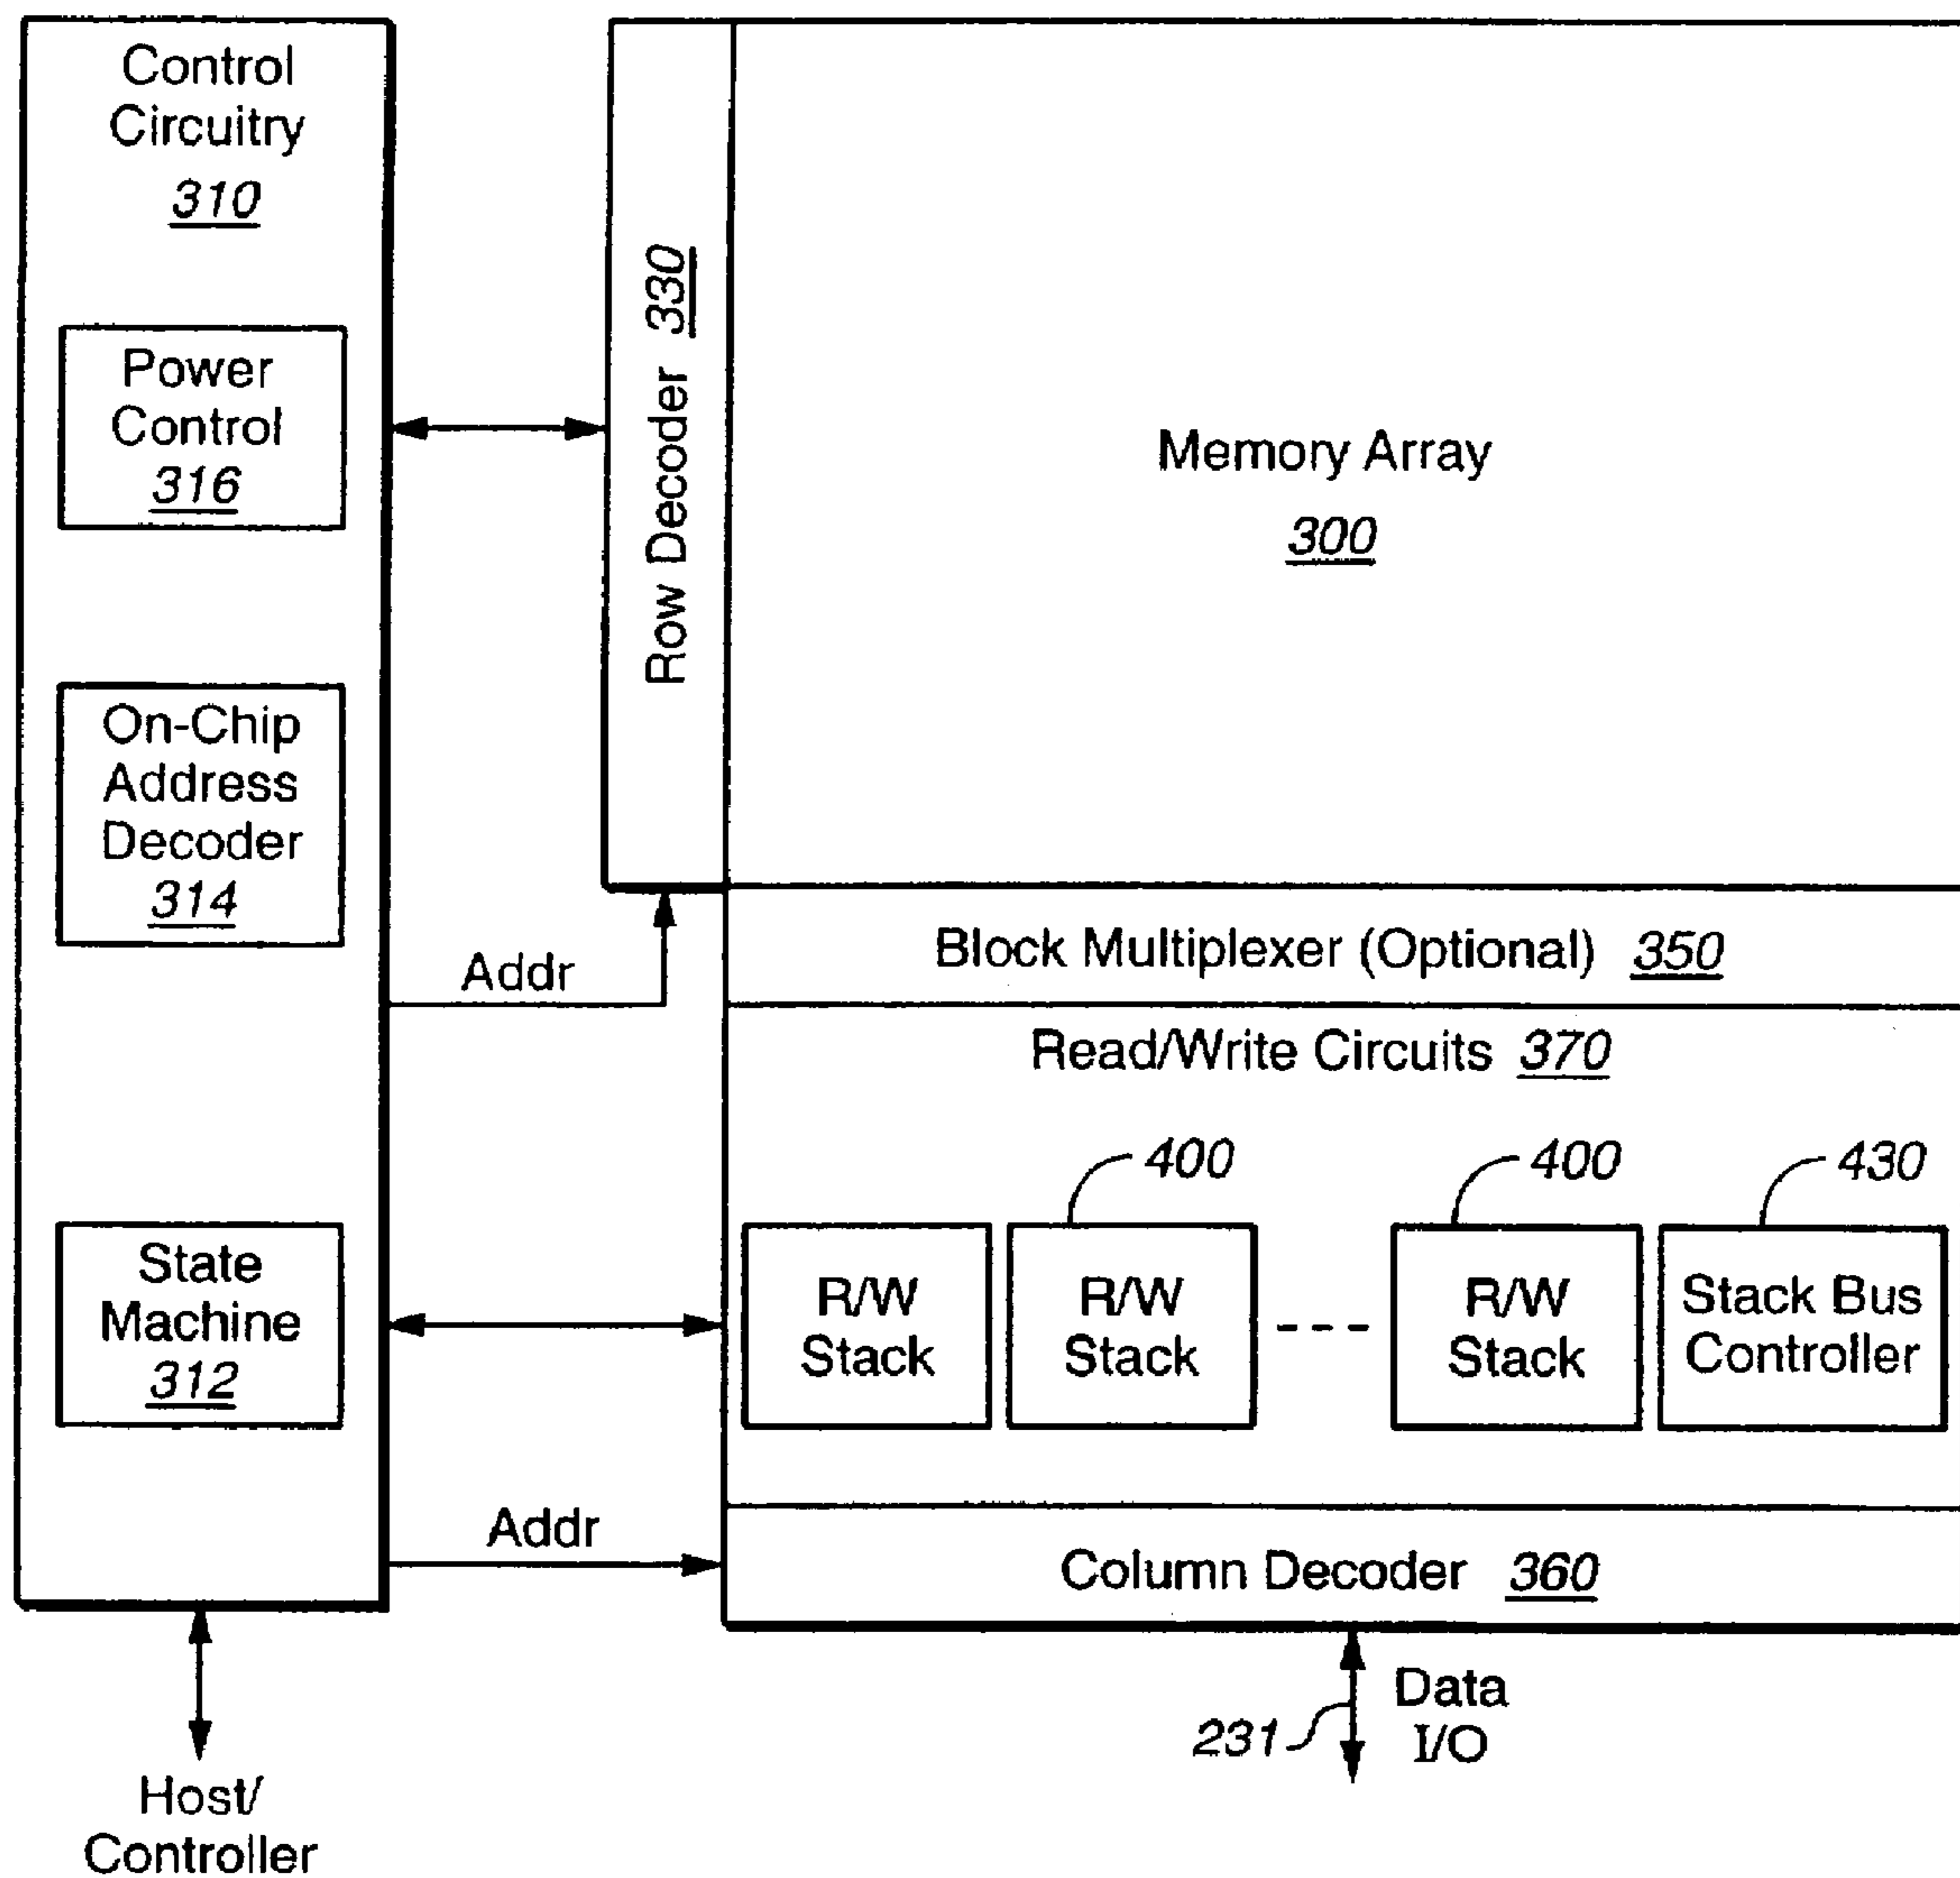 Control
Circuitry
310
Power
Control
316
On-Chip
Address
Decoder
314
State
Machine
312
Host/
Controller
Addr
Addr
Row Decoder 330
Memory Array
300
Block Multiplexer (Optional) 350
Read/Write Circuits 370
400
400
430
R/W
Stack
R/W
Stack
R/W
Stack
Stack Bus
Controller
Column Decoder 360
231
Data
I/O